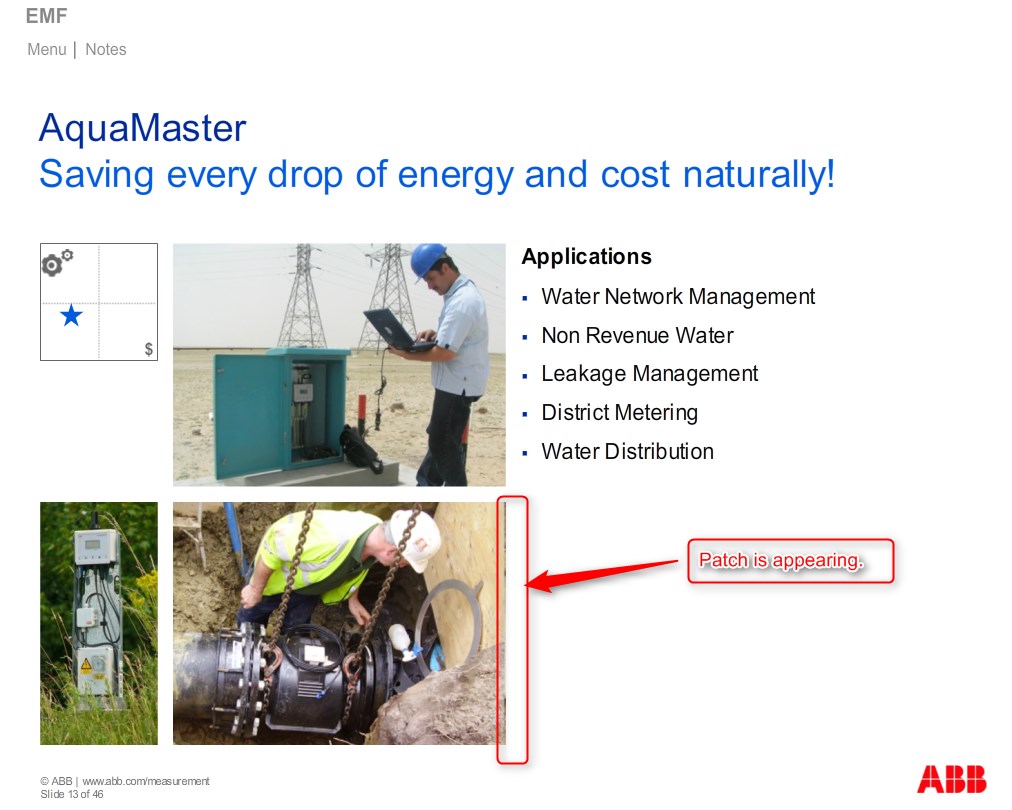 EMF
Menu | Notes
AquaMaster
Saving every drop of energy and cost naturally!
$
Applications
▪ Water Network Management
▪ Non Revenue Water
▪ Leakage Management
▪ District Metering
▪ Water Distribution
Patch is appearing.
© ABB | www.abb.com/measurement
Slide 13 of 46
ABB